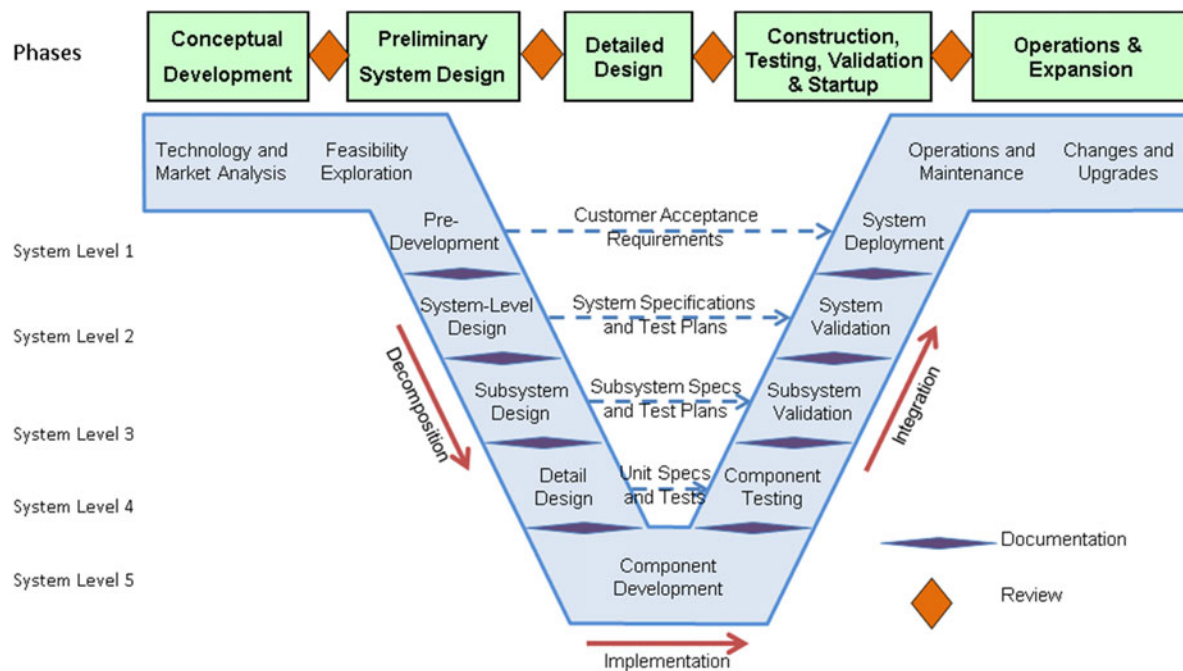 Phases
Conceptual
Development
Preliminary
System Design
Detailed
Design
Construction,
Testing, Validation
& Startup
Operations &
Expansion
Technology and
Market Analysis
Feasibility
Exploration
Operations and
Maintenance
Changes and
Upgrades
System Level 1
Pre-
Development
Customer Acceptance
Requirements
System
Deployment
System Level 2
System-Level
Design
System Specifications
and Test Plans
System
Validation
Decomposition
System Level 3
Subsystem
Design
Subsystem Specs
and Test Plans
Subsystem
Validation
Integration
System Level 4
Detail
Design
Unit Specs
and Tests
Component
Testing
System Level 5
Component
Development
Implementation
Documentation
Review